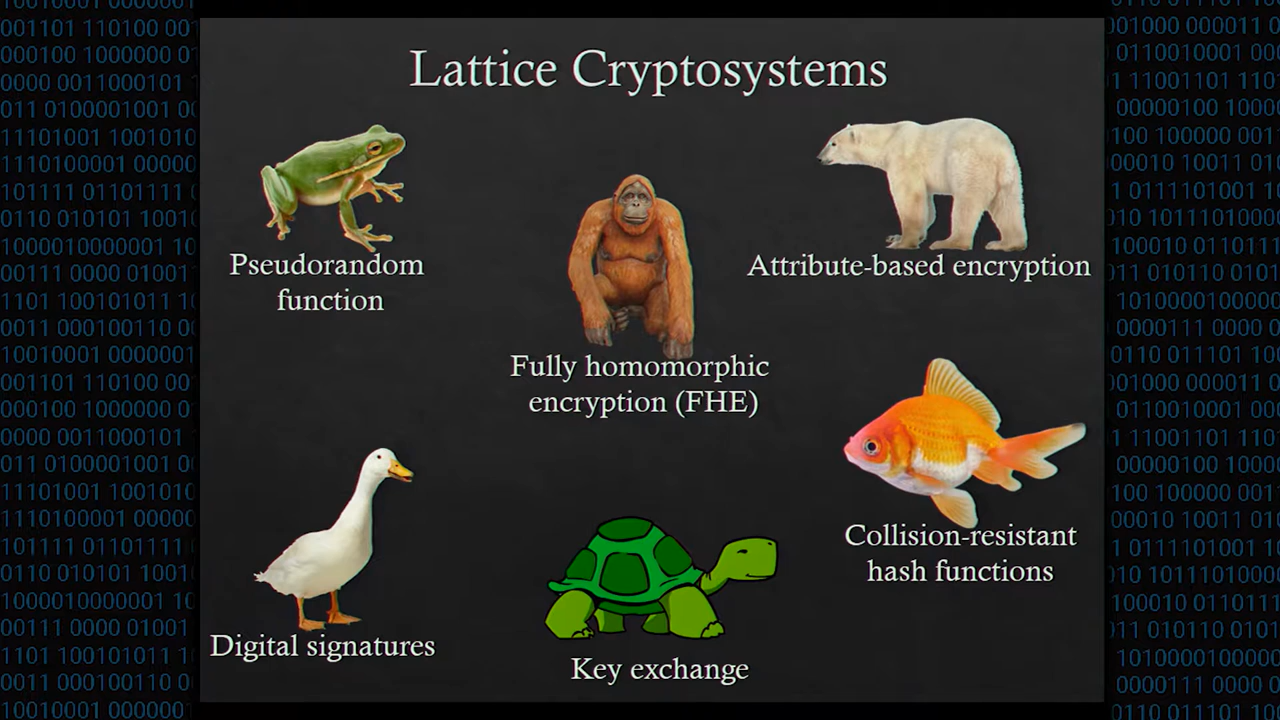 Lattice Cryptosystems
Pseudorandom
function
Fully homomorphic
encryption (FHE)
Attribute-based encryption
Digital signatures
Key exchange
Collision-resistant
hash functions